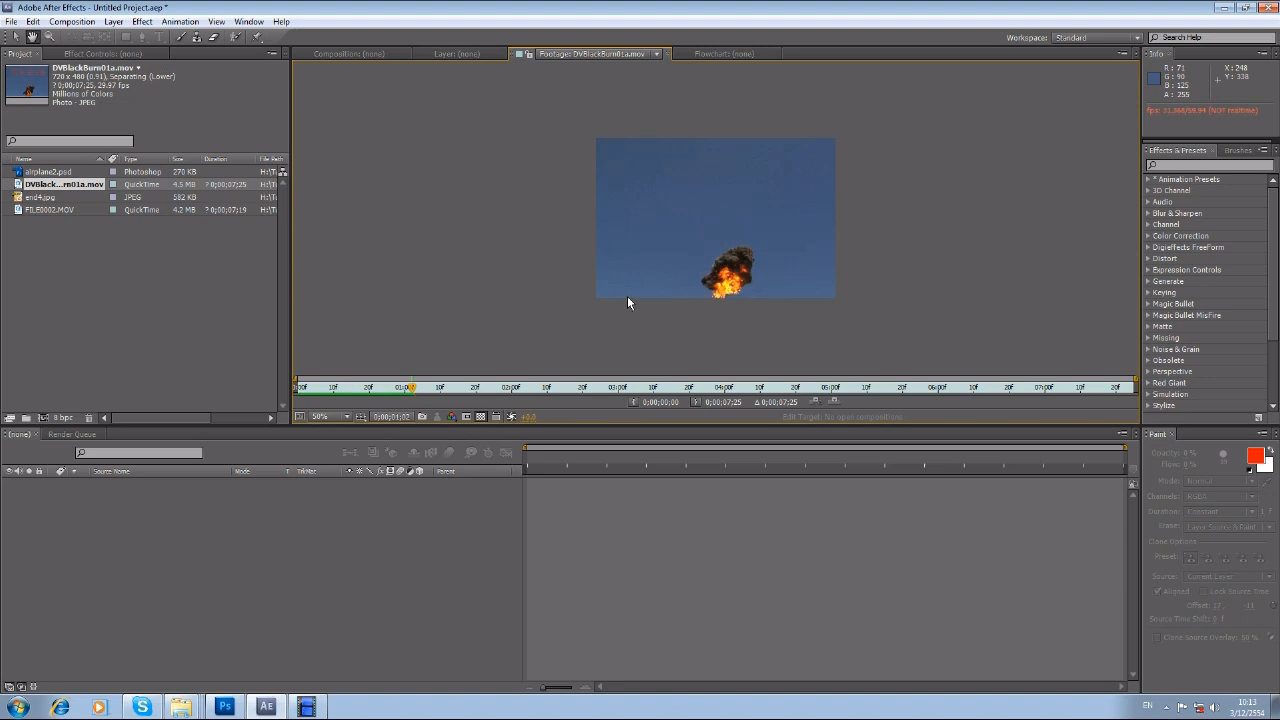 Adobe After Effects - Untitled Project.aep *
File Edit Composition Layer Effect Animation View Window Help
Workspace: Standard Search Help
Project Effect Controls: (none)
DVBlackBurn01a.mov
720 x 480 (0.91), Separating (Lower)
? 0;00;07;25, 29.97 fps
Millions of Colors
Photo - JPEG
Name Type Size Duration File Path
airplane2.psd Photoshop 270 KB H:\T
DVBlack...rn01a.mov QuickTime 4.5 MB ? 0;00;07;25 H:\T
end4.jpg JPEG 582 KB H:\T
FILE0002.MOV QuickTime 4.2 MB ? 0;00;07;19 H:\T
8 bpc
Composition: (none) Layer: (none) Footage: DVBlackBurn01a.mov Flowchart: (none)
:00f 10f 20f 01:00f 10f 20f 02:00f 10f 20f 03:00f 10f 20f 04:00f 10f 20f 05:00f 10f 20f 06:00f 10f 20f 07:00f 10f 20f
0;00;00;00 0;00;07;25 Δ 0;00;07;25
50% 0;00;01;02 +0.0 Edit Target: No open compositions
Info
R : 71
G : 90
B : 125
A : 255
X : 248
Y : 338
fps: 31.368/59.94 (NOT realtime)
Effects & Presets Brushes
* Animation Presets
3D Channel
Audio
Blur & Sharpen
Channel
Color Correction
Digieffects FreeForm
Distort
Expression Controls
Generate
Keying
Magic Bullet
Magic Bullet MisFire
Matte
Missing
Noise & Grain
Obsolete
Perspective
Red Giant
Simulation
Stylize
(none) Render Queue
Source Name Mode T TrkMat Parent
Paint
Opacity: 0 %
Flow: 0 %
Mode: Normal
Channels: RGBA
Duration: Constant
Erase: Layer Source & Paint
Clone Options
Preset:
Source: Current Layer
Aligned Lock Source Time
Offset: 17 -11
Source Time Shift: 0 f
Clone Source Overlay: 50 %
Ps Ae
EN 10:13
3/12/2554